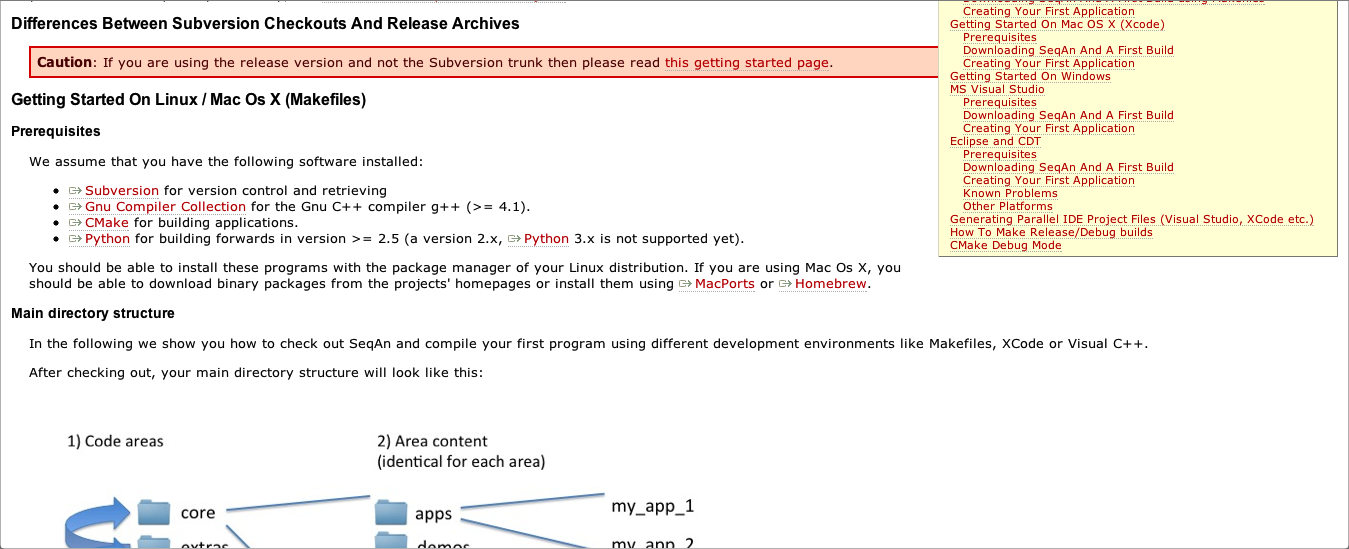 Differences Between Subversion Checkouts And Release Archives
Caution: If you are using the release version and not the Subversion trunk then please read this getting started page.
Getting Started On Linux / Mac Os X (Makefiles)
Prerequisites
We assume that you have the following software installed:
Subversion for version control and retrieving
Gnu Compiler Collection for the Gnu C++ compiler g++ (>= 4.1).
CMake for building applications.
Python for building forwards in version >= 2.5 (a version 2.x, Python 3.x is not supported yet).
You should be able to install these programs with the package manager of your Linux distribution. If you are using Mac Os X, you
should be able to download binary packages from the projects' homepages or install them using MacPorts or Homebrew.
Main directory structure
In the following we show you how to check out SeqAn and compile your first program using different development environments like Makefiles, XCode or Visual C++.
After checking out, your main directory structure will look like this:
1) Code areas
2) Area content
(identical for each area)
core
apps
my_app_1
extras
demos
my_app_2
Creating Your First Application
Getting Started On Mac OS X (Xcode)
Prerequisites
Downloading SeqAn And A First Build
Creating Your First Application
Getting Started On Windows
MS Visual Studio
Prerequisites
Downloading SeqAn And A First Build
Creating Your First Application
Eclipse and CDT
Prerequisites
Downloading SeqAn And A First Build
Creating Your First Application
Known Problems
Other Platforms
Generating Parallel IDE Project Files (Visual Studio, XCode etc.)
How To Make Release/Debug builds
CMake Debug Mode